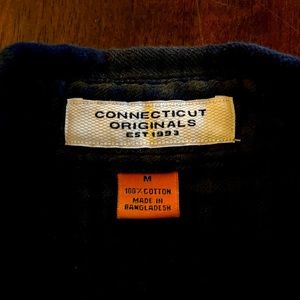 CONNECTICUT
ORIGINALS
EST 1993
M
100% COTTON
MADE IN
BANGLADESH